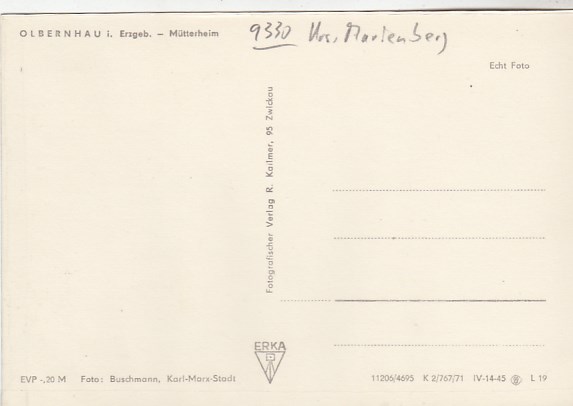 OLBERNHAU i. Erzgeb. – Mütterheim
9330 Krs. Marienberg
Echt Foto
Fotografischer Verlag R. Kallmer, 95 Zwickau
ERKA
EVP -,20 M Foto: Buschmann, Karl-Marx-Stadt
11206/4695 K 2/767/71 IV-14-45 L 19